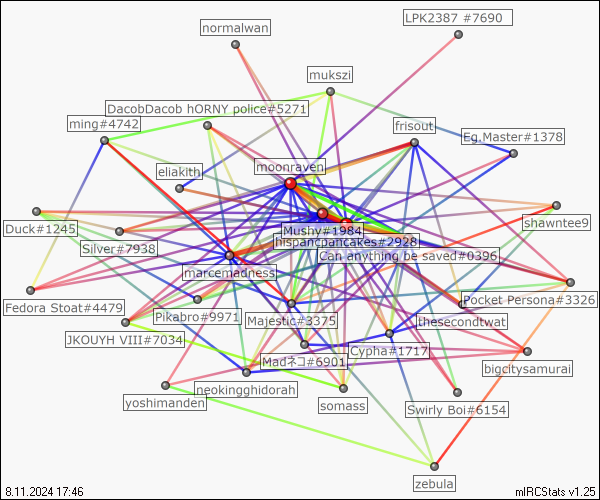 LPK2387 #7690
normalwan
mukszi
DacobDacob hORNY police#5271
ming#4742
frisout
Eg.Master#1378
moonraven
eliakith
Duck#1245
shawntee9
Mushy#1984
Silver#7938
hispancpancakes#2928
Can anything be saved#0396
marcemadness
Fedora Stoat#4479
Pikabro#9971
Pocket Persona#3326
Majestic#3375
thesecondtwat
JKOUYH VIII#7034
Cypha#1717
Madネコ#6901
bigcitysamurai
neokingghidorah
yoshimanden
somass
Swirly Boi#6154
zebula
8.11.2024 17:46
mIRCStats v1.25